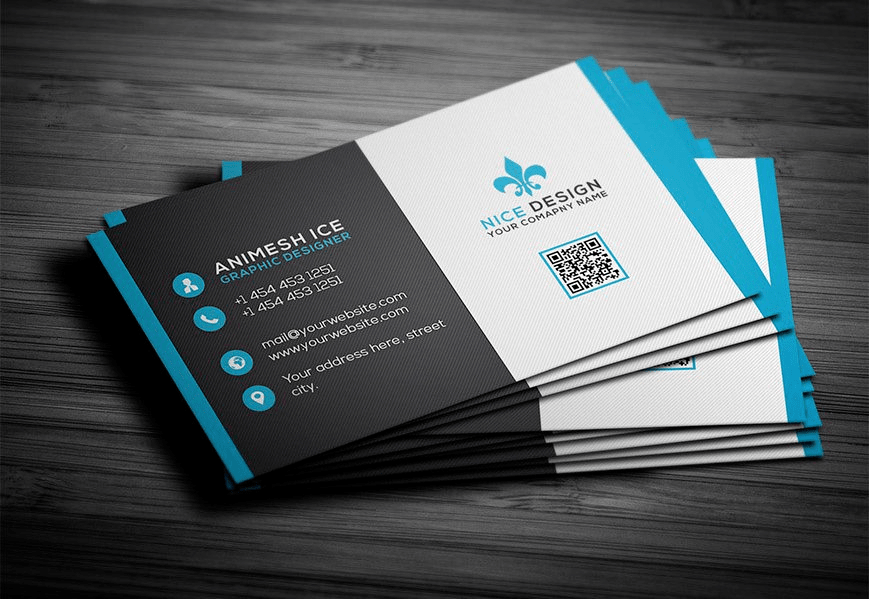 ANIMESH ICE
GRAPHIC DESIGNER
+1 454 453 1251
+1 454 453 1251
mail@yourwebsite.com
www.yourwebsite.com
Your address here, street
city.
NICE DESIGN
YOUR COMAPNY NAME